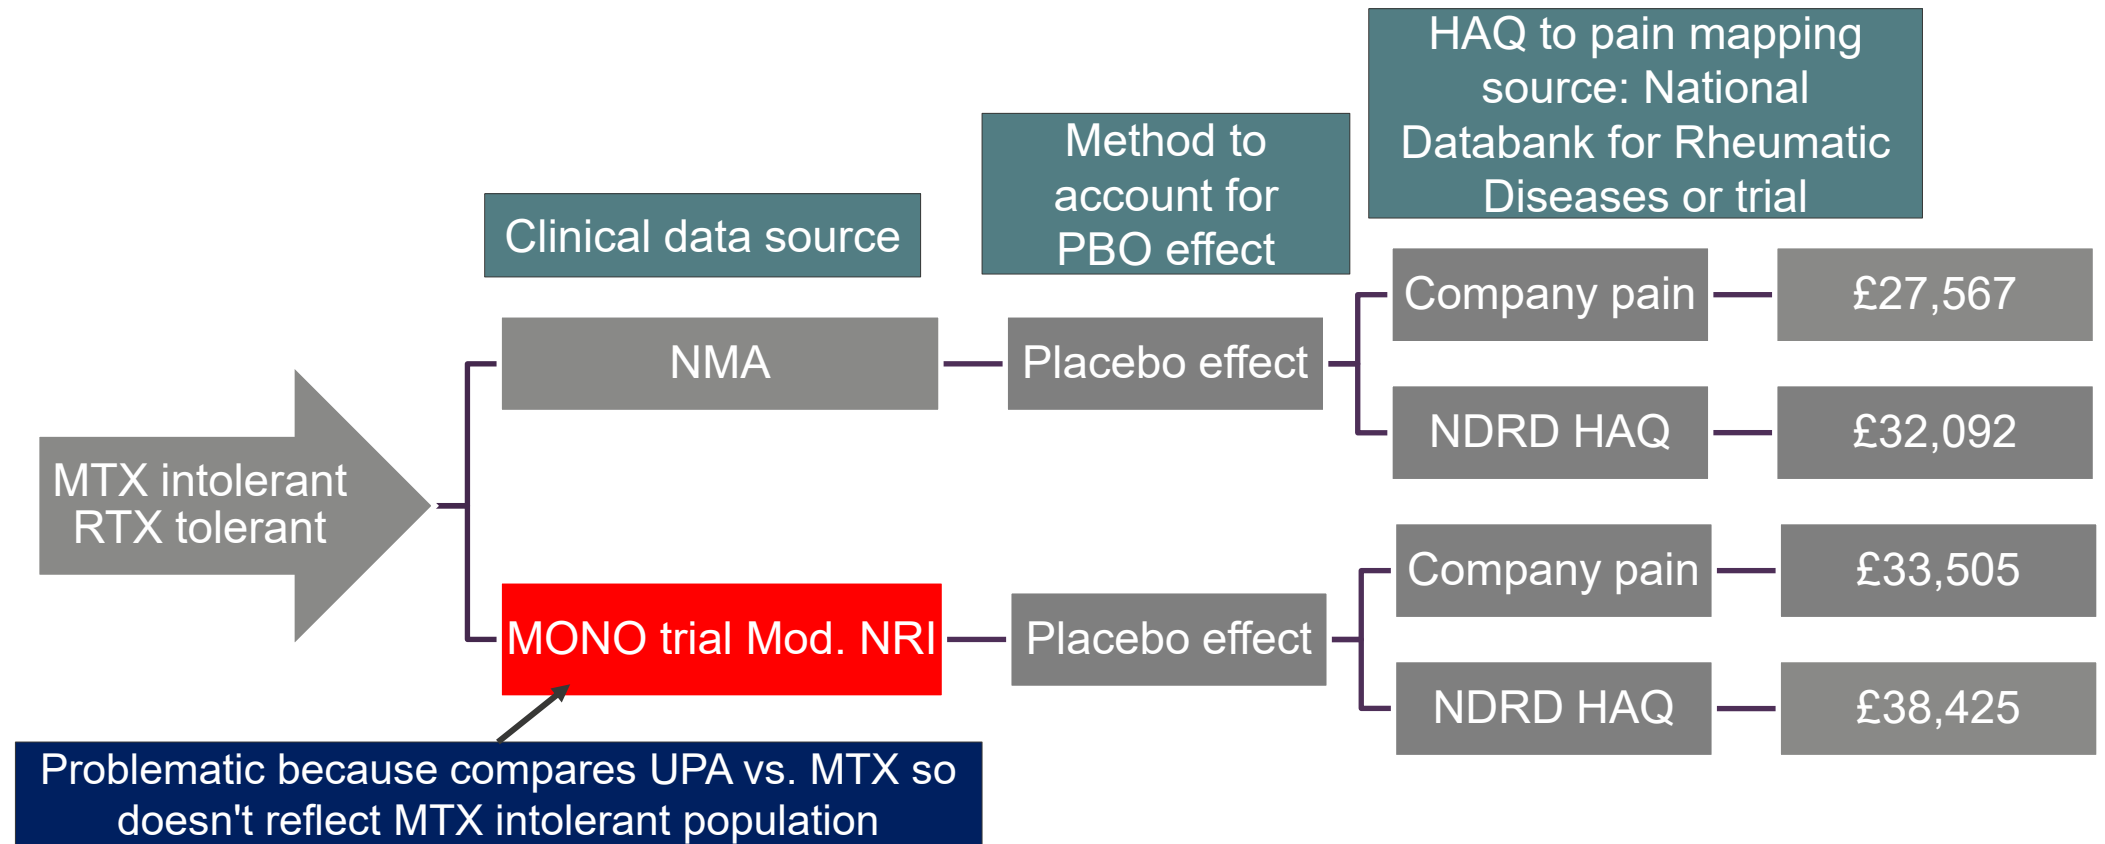 HAQ to pain mapping
source: National
Databank for Rheumatic
Diseases or trial
Method to
account for
PBO effect
Clinical data source
Company pain
£27,567
NMA
Placebo effect
NDRD HAQ
£32,092
MTX intolerant
RTX tolerant
Company pain
£33,505
MONO trial Mod. NRI
Placebo effect
NDRD HAQ
£38,425
Problematic because compares UPA vs. MTX so
doesn't reflect MTX intolerant population